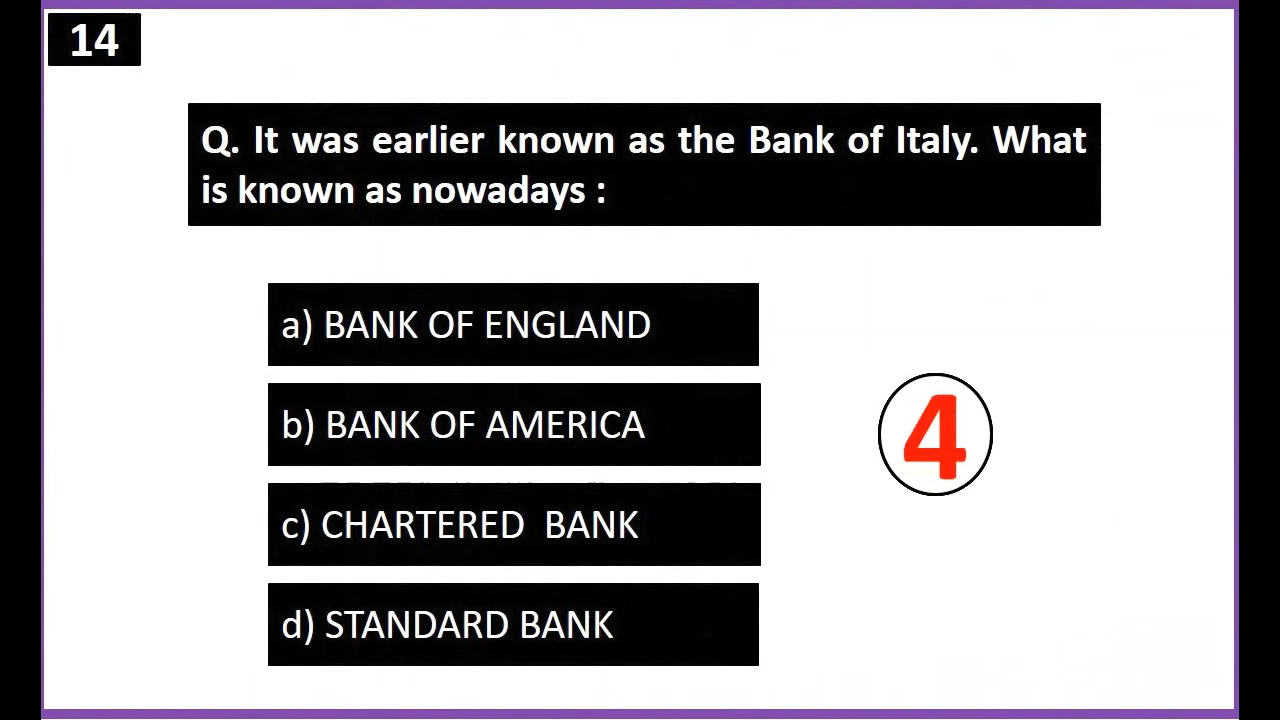 14
Q. It was earlier known as the Bank of Italy. What
is known as nowadays :
a) BANK OF ENGLAND
b) BANK OF AMERICA
4
c) CHARTERED BANK
d) STANDARD BANK